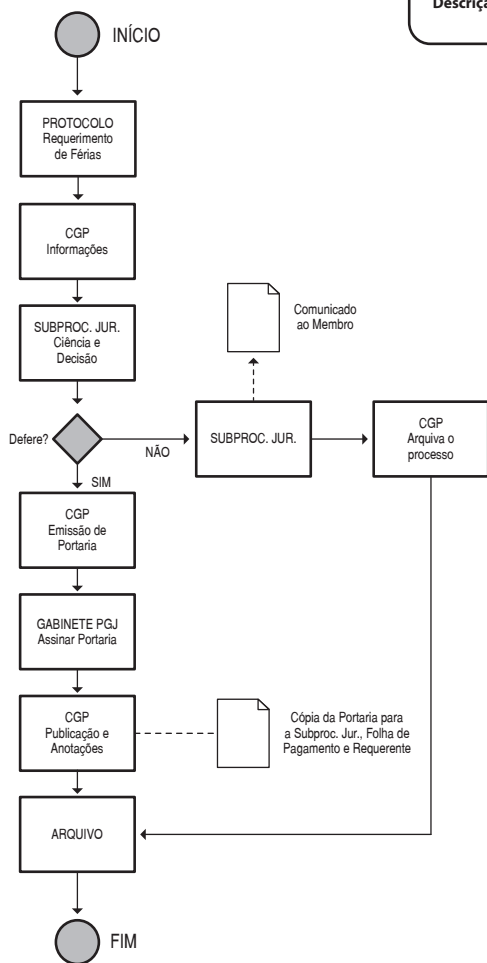 Descriç
INÍCIO
PROTOCOLO
Requerimento
de Férias
CGP
Informações
SUBPROC. JUR.
Ciência e
Decisão
Comunicado
ao Membro
Defere?
NÃO
SUBPROC. JUR.
CGP
Arquiva o
processo
SIM
CGP
Emissão de
Portaria
GABINETE PGJ
Assinar Portaria
CGP
Publicação e
Anotações
Cópia da Portaria para
a Subproc. Jur., Folha de
Pagamento e Requerente
ARQUIVO
FIM